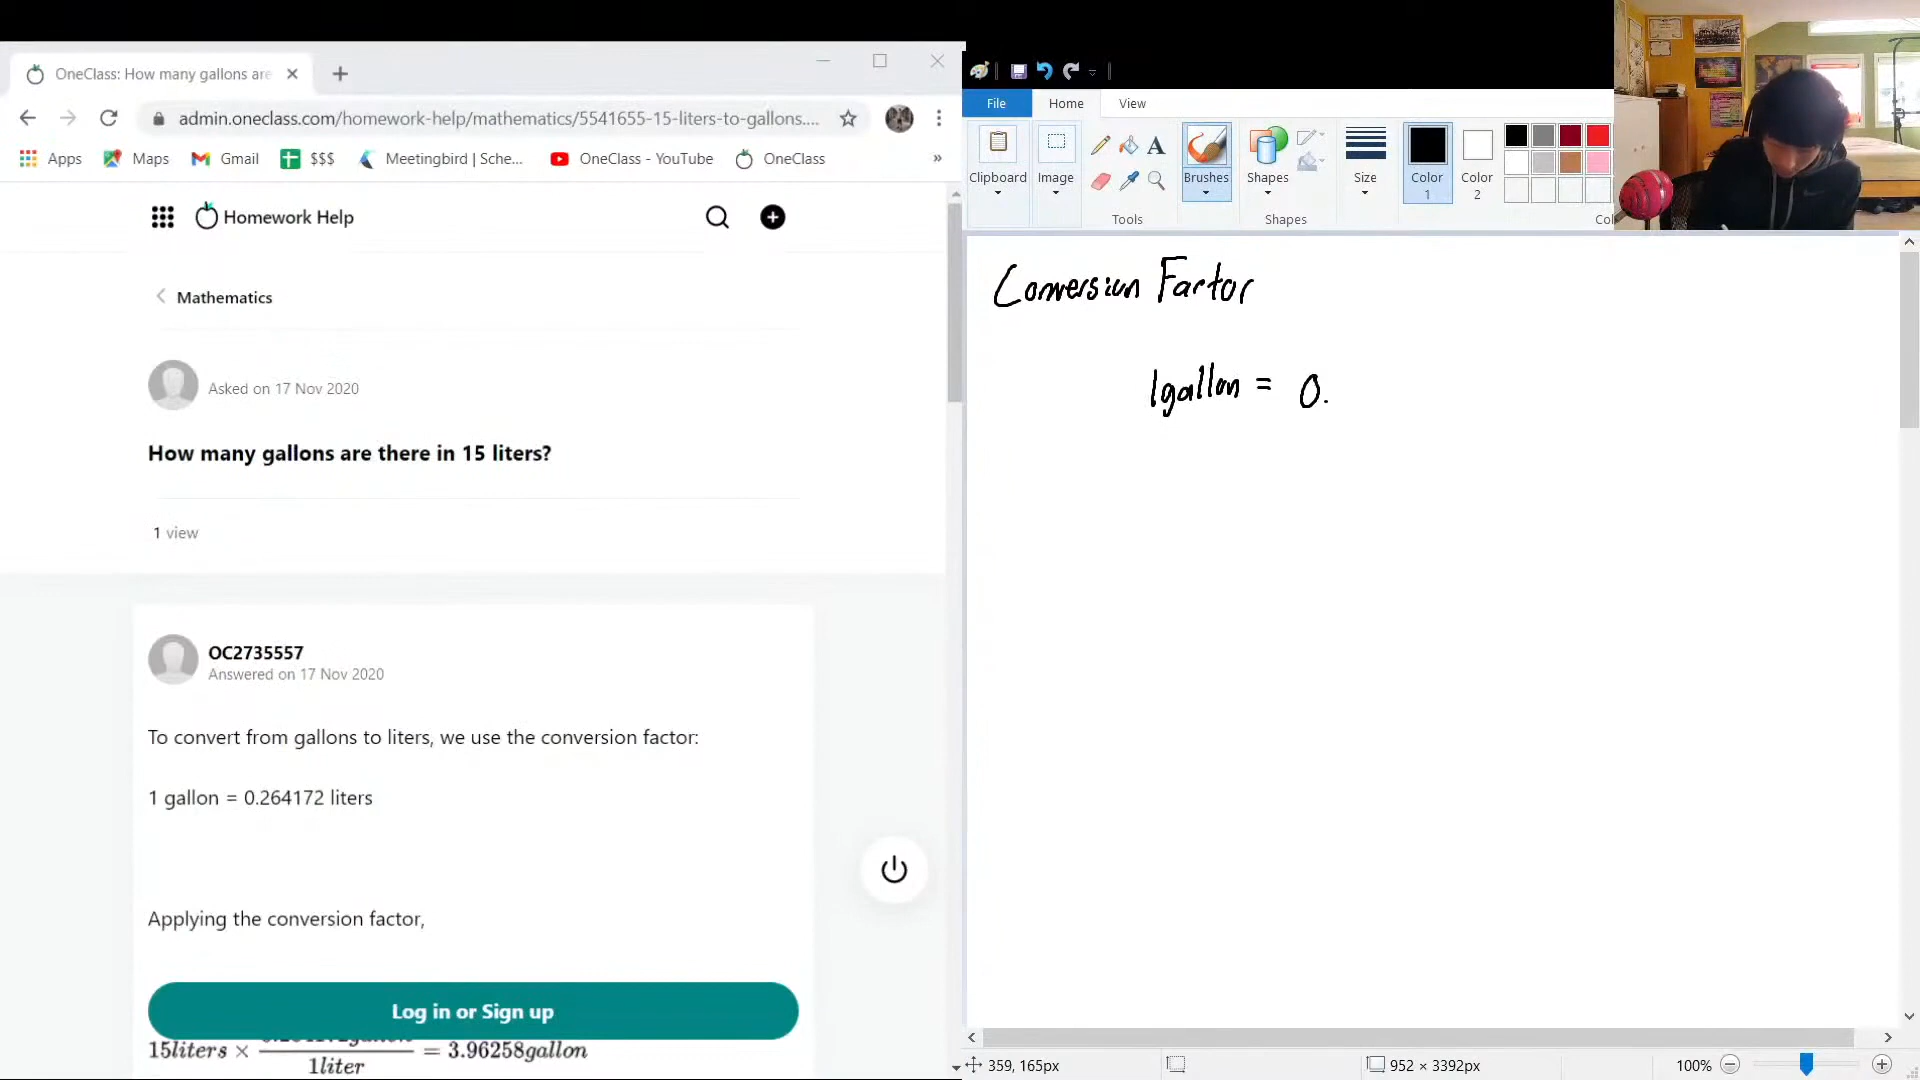 OneClass: How many gallons are
admin.oneclass.com/homework-help/mathematics/5541655-15-liters-to-gallons....
Apps Maps Gmail $$$ Meetingbird | Sche... OneClass - YouTube OneClass »
Homework Help
Mathematics
Asked on 17 Nov 2020
How many gallons are there in 15 liters?
1 view
OC2735557
Answered on 17 Nov 2020
To convert from gallons to liters, we use the conversion factor:
1 gallon = 0.264172 liters
Applying the conversion factor,
Log in or Sign up
15liters × 1liter = 3.96258gallon
File Home View
Clipboard Image Tools Brushes Shapes Shapes Size Color 1 Color 2 Col
Conversion Factor
1gallon = 0.
359, 165px 952 × 3392px 100%